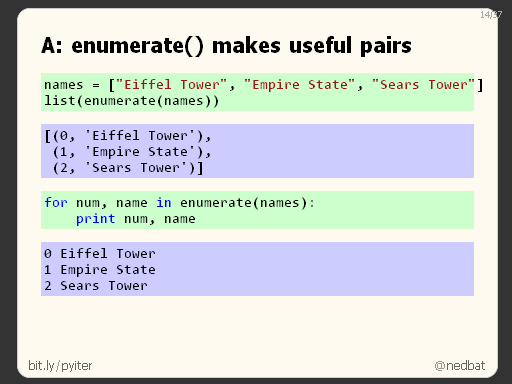 14/37
A: enumerate() makes useful pairs
names = ["Eiffel Tower", "Empire State", "Sears Tower"]
list(enumerate(names))
[(0, 'Eiffel Tower'),
 (1, 'Empire State'),
 (2, 'Sears Tower')]
for num, name in enumerate(names):
    print num, name
0 Eiffel Tower
1 Empire State
2 Sears Tower
bit.ly/pyiter
@nedbat